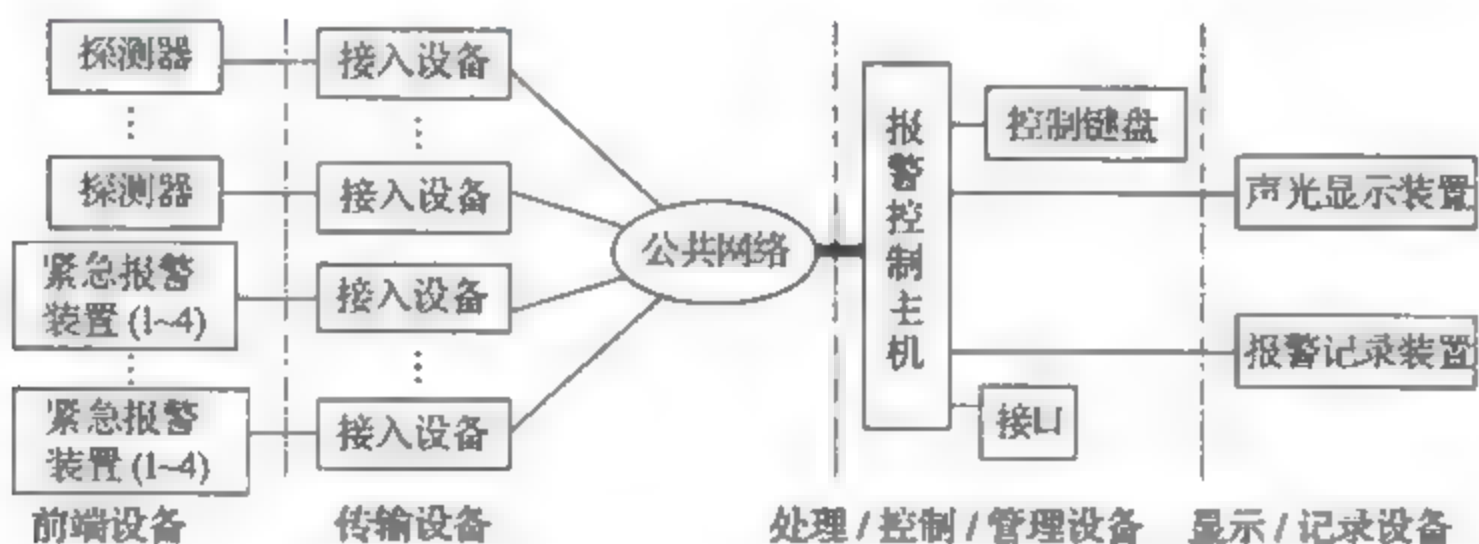 探测器
接入设备
探测器
接入设备
紧急报警
装置(1~4)
接入设备
紧急报警
装置(1~4)
接入设备
公共网络
报
警
控
制
主
机
控制键盘
接口
声光显示装置
报警记录装置
前端设备
传输设备
处理/控制/管理设备
显示/记录设备